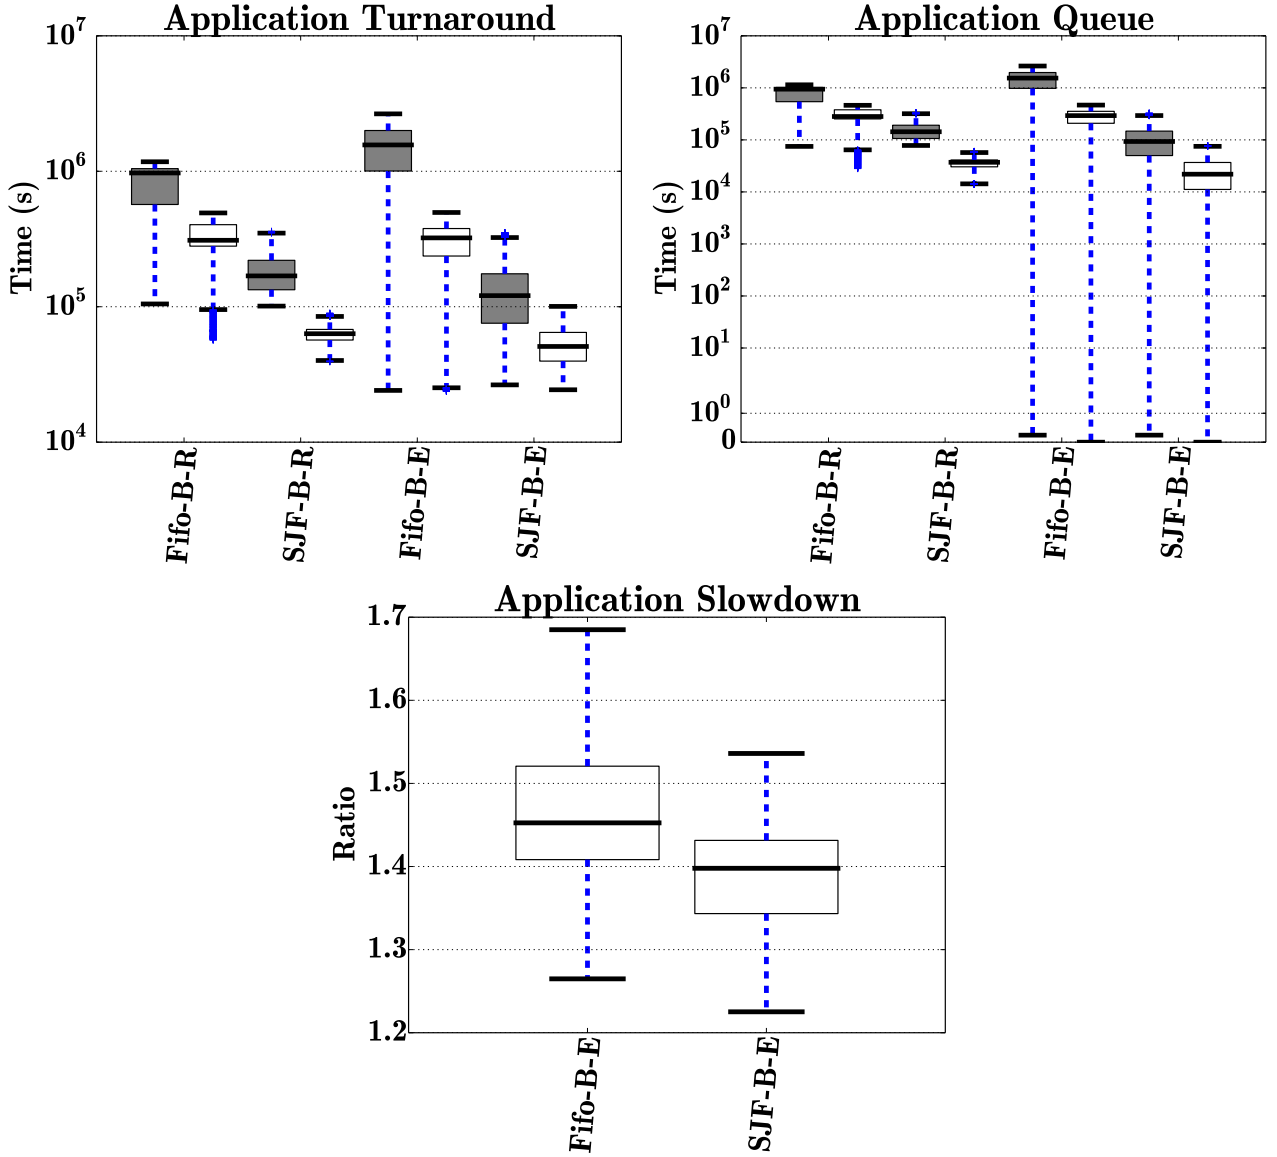 Application Turnaround
Time (s)
10^7
10^6
10^5
10^4
Fifo-B-R
SJF-B-R
Fifo-B-E
SJF-B-E
Application Queue
Time (s)
10^7
10^6
10^5
10^4
10^3
10^2
10^1
10^0
0
Fifo-B-R
SJF-B-R
Fifo-B-E
SJF-B-E
Application Slowdown
Ratio
1.7
1.6
1.5
1.4
1.3
1.2
Fifo-B-E
SJF-B-E